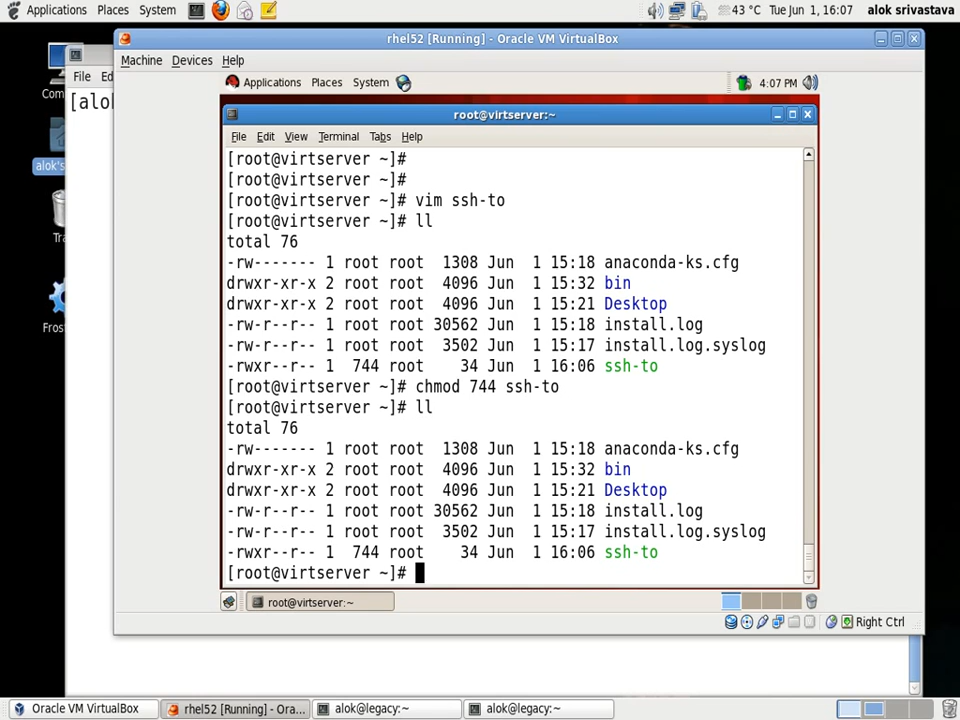 Applications Places System 43 °C Tue Jun 1, 16:07 alok srivastava
rhel52 [Running] - Oracle VM VirtualBox
Machine Devices Help
Applications Places System 4:07 PM
root@virtserver:~
File Edit View Terminal Tabs Help
[root@virtserver ~]#
[root@virtserver ~]#
[root@virtserver ~]# vim ssh-to
[root@virtserver ~]# ll
total 76
-rw------- 1 root root 1308 Jun 1 15:18 anaconda-ks.cfg
drwxr-xr-x 2 root root 4096 Jun 1 15:32 bin
drwxr-xr-x 2 root root 4096 Jun 1 15:21 Desktop
-rw-r--r-- 1 root root 30562 Jun 1 15:18 install.log
-rw-r--r-- 1 root root 3502 Jun 1 15:17 install.log.syslog
-rwxr--r-- 1 744 root 34 Jun 1 16:06 ssh-to
[root@virtserver ~]# chmod 744 ssh-to
[root@virtserver ~]# ll
total 76
-rw------- 1 root root 1308 Jun 1 15:18 anaconda-ks.cfg
drwxr-xr-x 2 root root 4096 Jun 1 15:32 bin
drwxr-xr-x 2 root root 4096 Jun 1 15:21 Desktop
-rw-r--r-- 1 root root 30562 Jun 1 15:18 install.log
-rw-r--r-- 1 root root 3502 Jun 1 15:17 install.log.syslog
-rwxr--r-- 1 744 root 34 Jun 1 16:06 ssh-to
[root@virtserver ~]#
root@virtserver:~
Right Ctrl
File Ed
[alo
Com
alok's
Tra
Fros
Oracle VM VirtualBox rhel52 [Running] - Ora... alok@legacy:~ alok@legacy:~